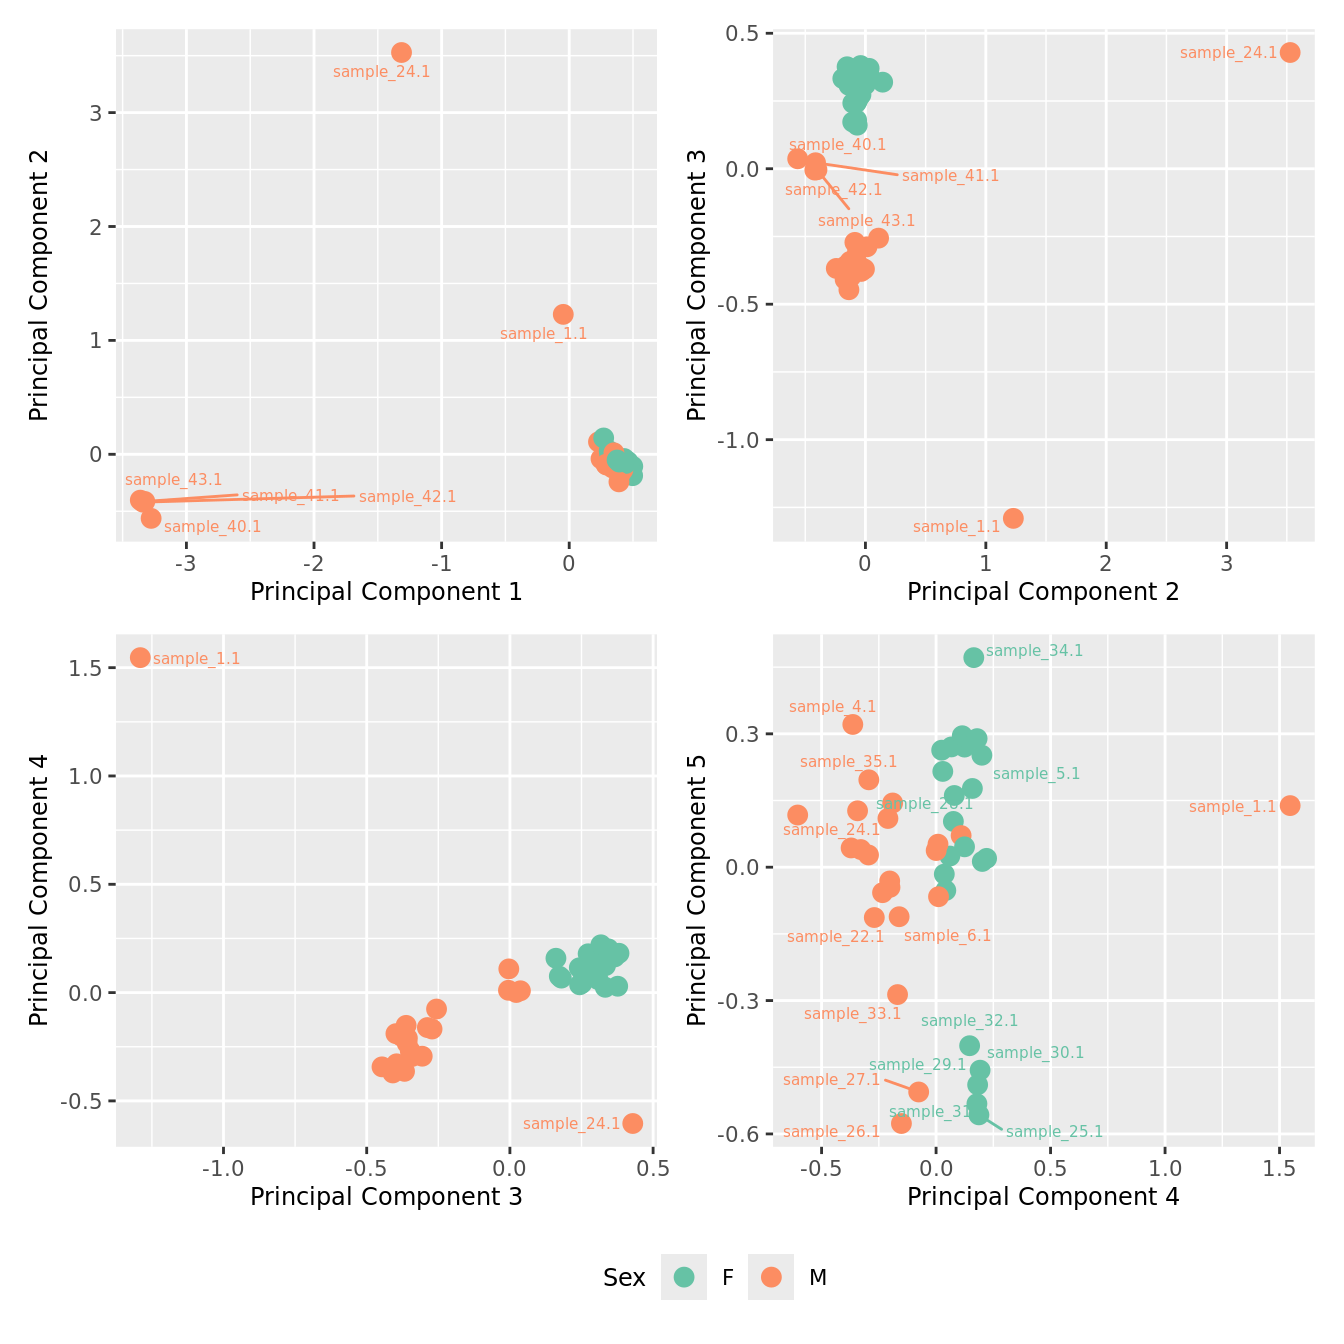 sample_24.1
sample_1.1
sample_43.1
sample_41.1
sample_42.1
sample_40.1
3
2
1
0
-3
-2
-1
0
Principal Component 1
Principal Component 2
sample_24.1
sample_40.1
sample_41.1
sample_42.1
sample_43.1
sample_1.1
0.5
0.0
-0.5
-1.0
0
1
2
3
Principal Component 2
Principal Component 3
sample_1.1
sample_24.1
1.5
1.0
0.5
0.0
-0.5
-1.0
-0.5
0.0
0.5
Principal Component 3
Principal Component 4
sample_34.1
sample_4.1
sample_35.1
sample_5.1
sample_1.1
sample_24.1
sample_22.1
sample_6.1
sample_33.1
sample_32.1
sample_30.1
sample_29.1
sample_27.1
sample_26.1
sample_25.1
0.3
0.0
-0.3
-0.6
-0.5
0.0
0.5
1.0
1.5
Principal Component 4
Principal Component 5
Sex F M